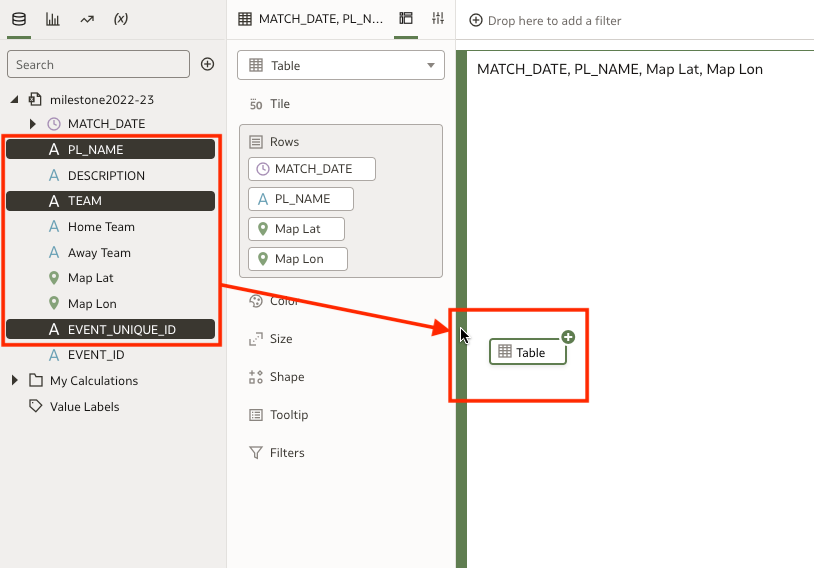 (x)
MATCH_DATE, PL_N...
Drop here to add a filter
Search
Table
MATCH_DATE, PL_NAME, Map Lat, Map Lon
milestone2022-23
MATCH_DATE
50
Tile
A PL_NAME
A DESCRIPTION
A TEAM
A Home Team
A Away Team
Map Lat
Map Lon
A EVENT_UNIQUE_ID
A EVENT_ID
My Calculations
Value Labels
Rows
MATCH_DATE
A PL_NAME
Map Lat
Map Lon
Color
Size
Shape
Tooltip
Filters
Table